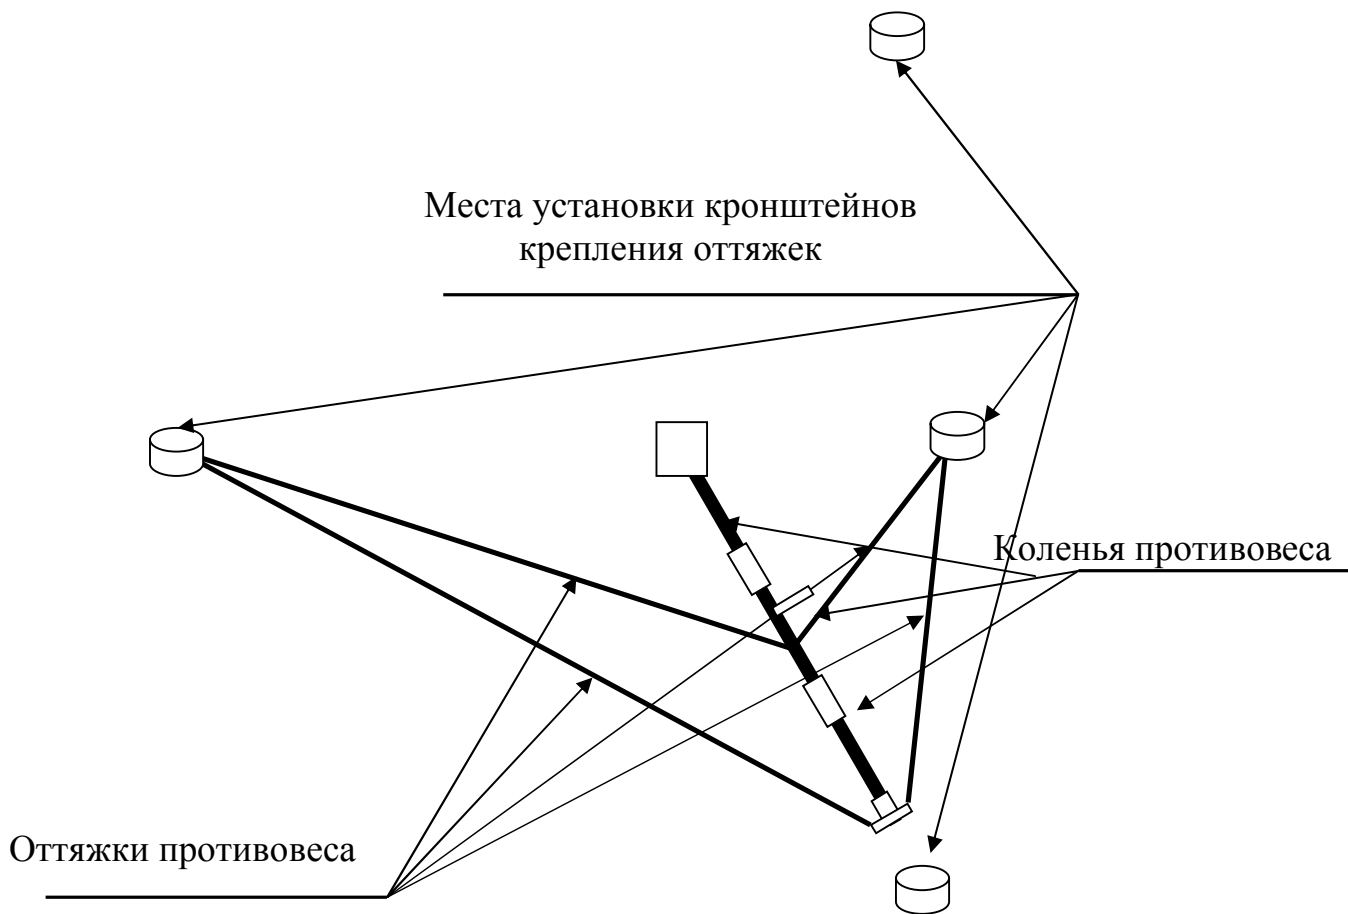 Места установки кронштейнов
крепления оттяжек
Коленья противовеса
Оттяжки противовеса